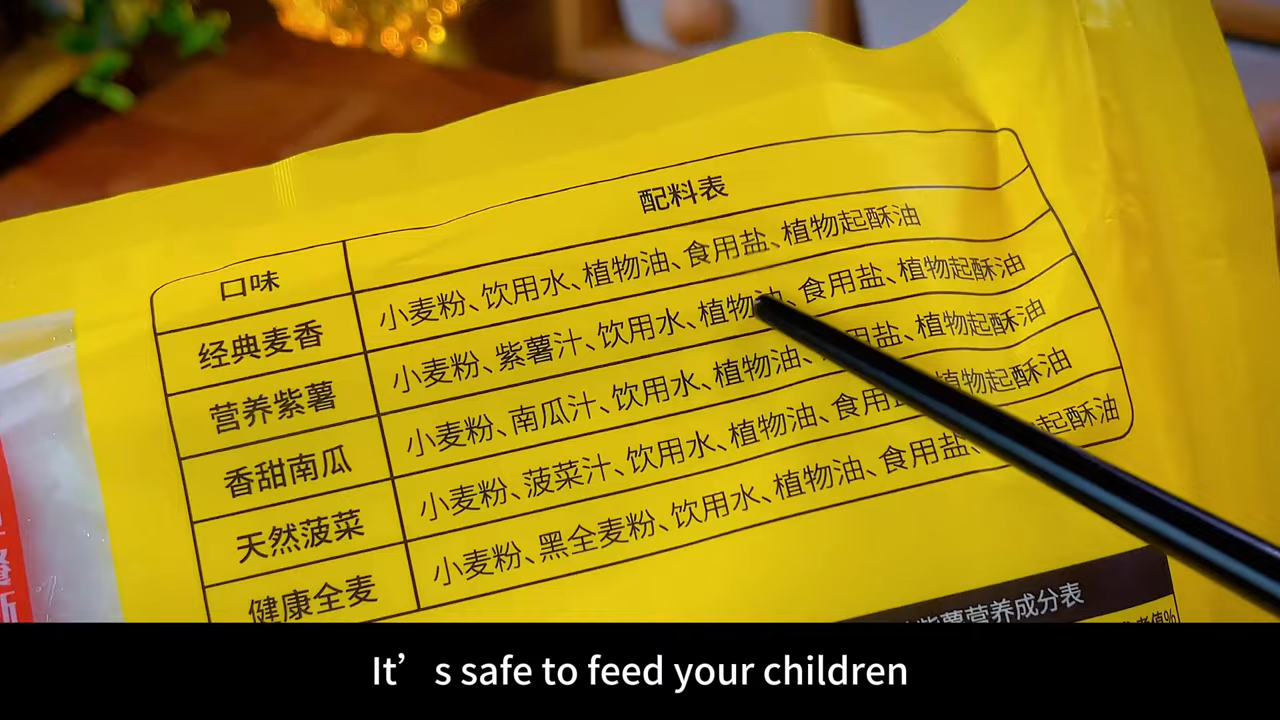 配料表
口味
小麦粉、饮用水、植物油、食用盐、植物起酥油
经典麦香
小麦粉、紫薯汁、饮用水、植物油、食用盐、植物起酥油
营养紫薯
小麦粉、南瓜汁、饮用水、植物油、盐、植物起酥油
香甜南瓜
小麦粉、菠菜汁、饮用水、植物油、食用盐、植物起酥油
天然菠菜
小麦粉、黑全麦粉、饮用水、植物油、食用盐、起酥油
健康全麦
紫薯营养成分表
It’s safe to feed your children